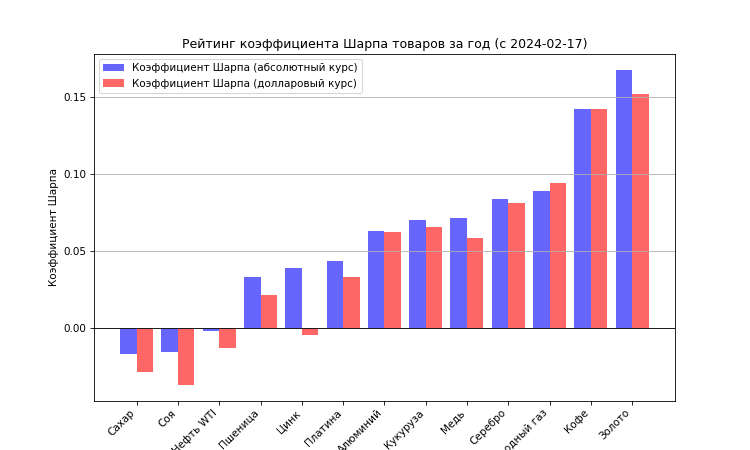 Рейтинг коэффициента Шарпа товаров за год (с 2024-02-17)
Коэффициент Шарпа (абсолютный курс)
Коэффициент Шарпа (долларовый курс)
Коэффициент Шарпа
0.15
0.10
0.05
0.00
Сахар
Соя
Нефть WTI
Пшеница
Цинк
Платина
Алюминий
Кукуруза
Медь
Серебро
одный газ
Кофе
Золото